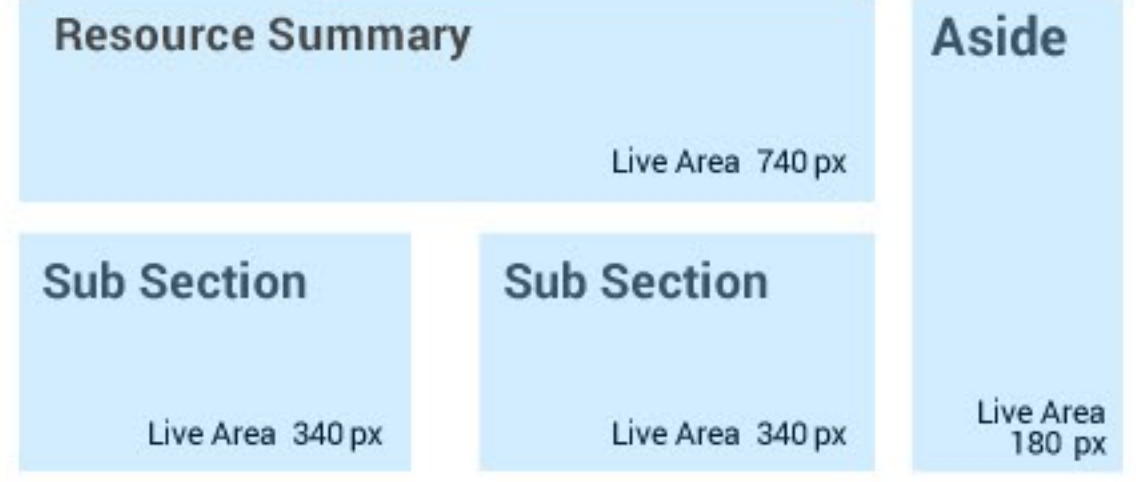 Resource Summary
Live Area 740 px
Sub Section
Live Area 340 px
Sub Section
Live Area 340 px
Aside
Live Area
180 px